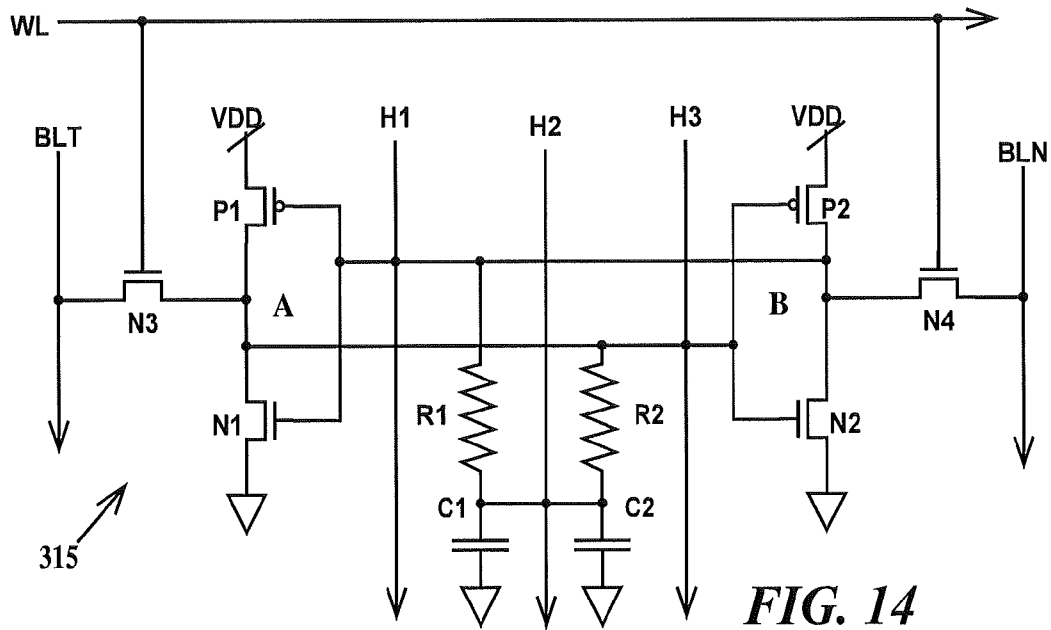 WL
BLT
VDD
H1
H2
H3
VDD
BLN
P1
P2
N3
A
B
N4
N1
R1
R2
N2
C1
C2
315
FIG. 14